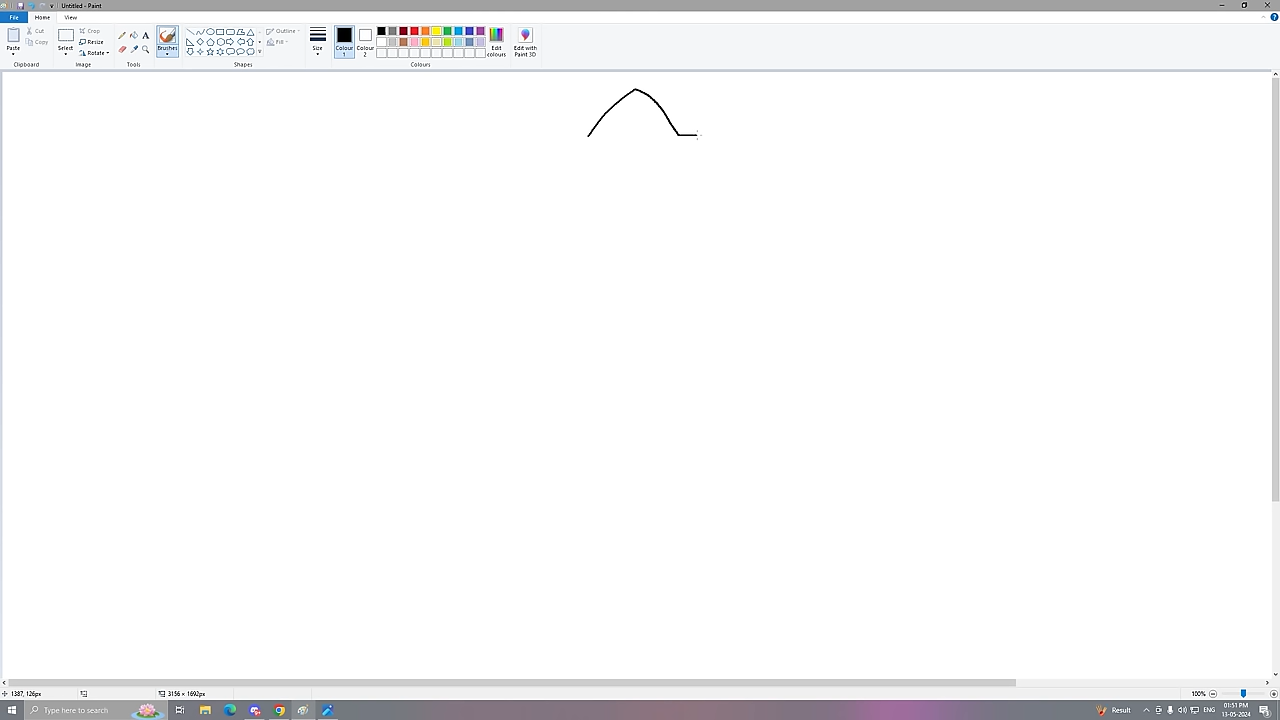 Untitled - Paint
File
Home
View
Paste
Cut
Copy
Clipboard
Select
Crop
Resize
Rotate
Image
A
Tools
Brushes
Shapes
Outline
Fill
Size
Colour 1
Colour 2
Colours
Edit colours
Edit with Paint 3D
1387, 126px
3156 × 1692px
100%
Type here to search
Result
ENG
01:51 PM
13-05-2024